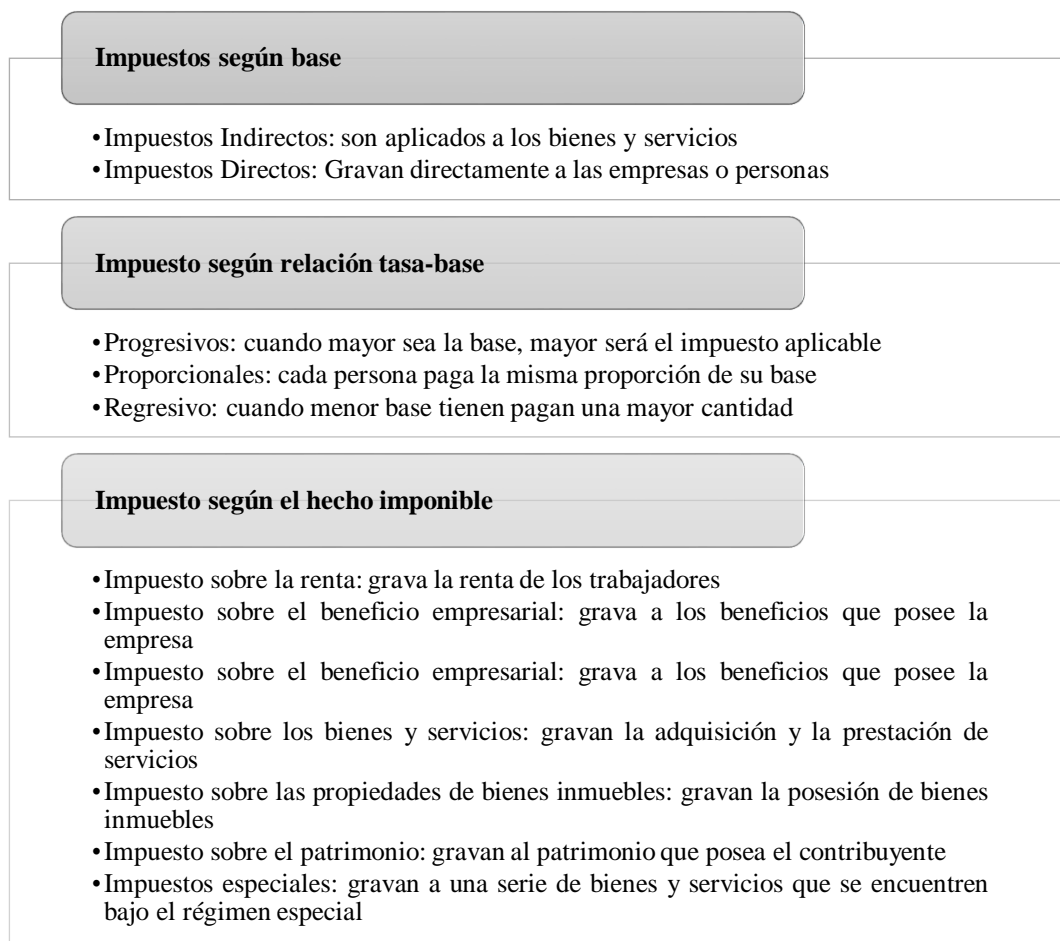 Impuestos según base
•Impuestos Indirectos: son aplicados a los bienes y servicios
•Impuestos Directos: Gravan directamente a las empresas o personas
Impuesto según relación tasa-base
•Progresivos: cuando mayor sea la base, mayor será el impuesto aplicable
•Proporcionales: cada persona paga la misma proporción de su base
•Regresivo: cuando menor base tienen pagan una mayor cantidad
Impuesto según el hecho imponible
•Impuesto sobre la renta: grava la renta de los trabajadores
•Impuesto sobre el beneficio empresarial: grava a los beneficios que posee la
empresa
•Impuesto sobre el beneficio empresarial: grava a los beneficios que posee la
empresa
•Impuesto sobre los bienes y servicios: gravan la adquisición y la prestación de
servicios
•Impuesto sobre las propiedades de bienes inmuebles: gravan la posesión de bienes
inmuebles
•Impuesto sobre el patrimonio: gravan al patrimonio que posea el contribuyente
•Impuestos especiales: gravan a una serie de bienes y servicios que se encuentren
bajo el régimen especial